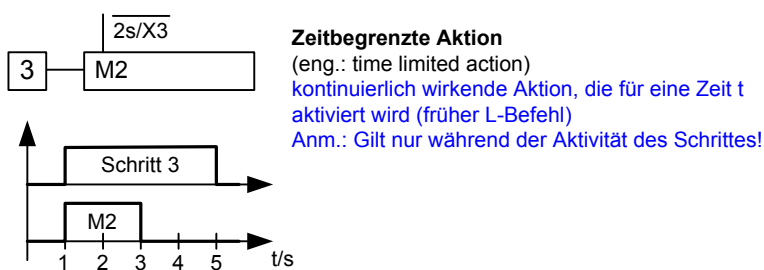 2s/X3
3
M2
Zeitbegrenzte Aktion
(eng.: time limited action)
kontinuierlich wirkende Aktion, die für eine Zeit t
aktiviert wird (früher L-Befehl)
Anm.: Gilt nur während der Aktivität des Schrittes!
Schritt 3
M2
1 2 3 4 5 t/s